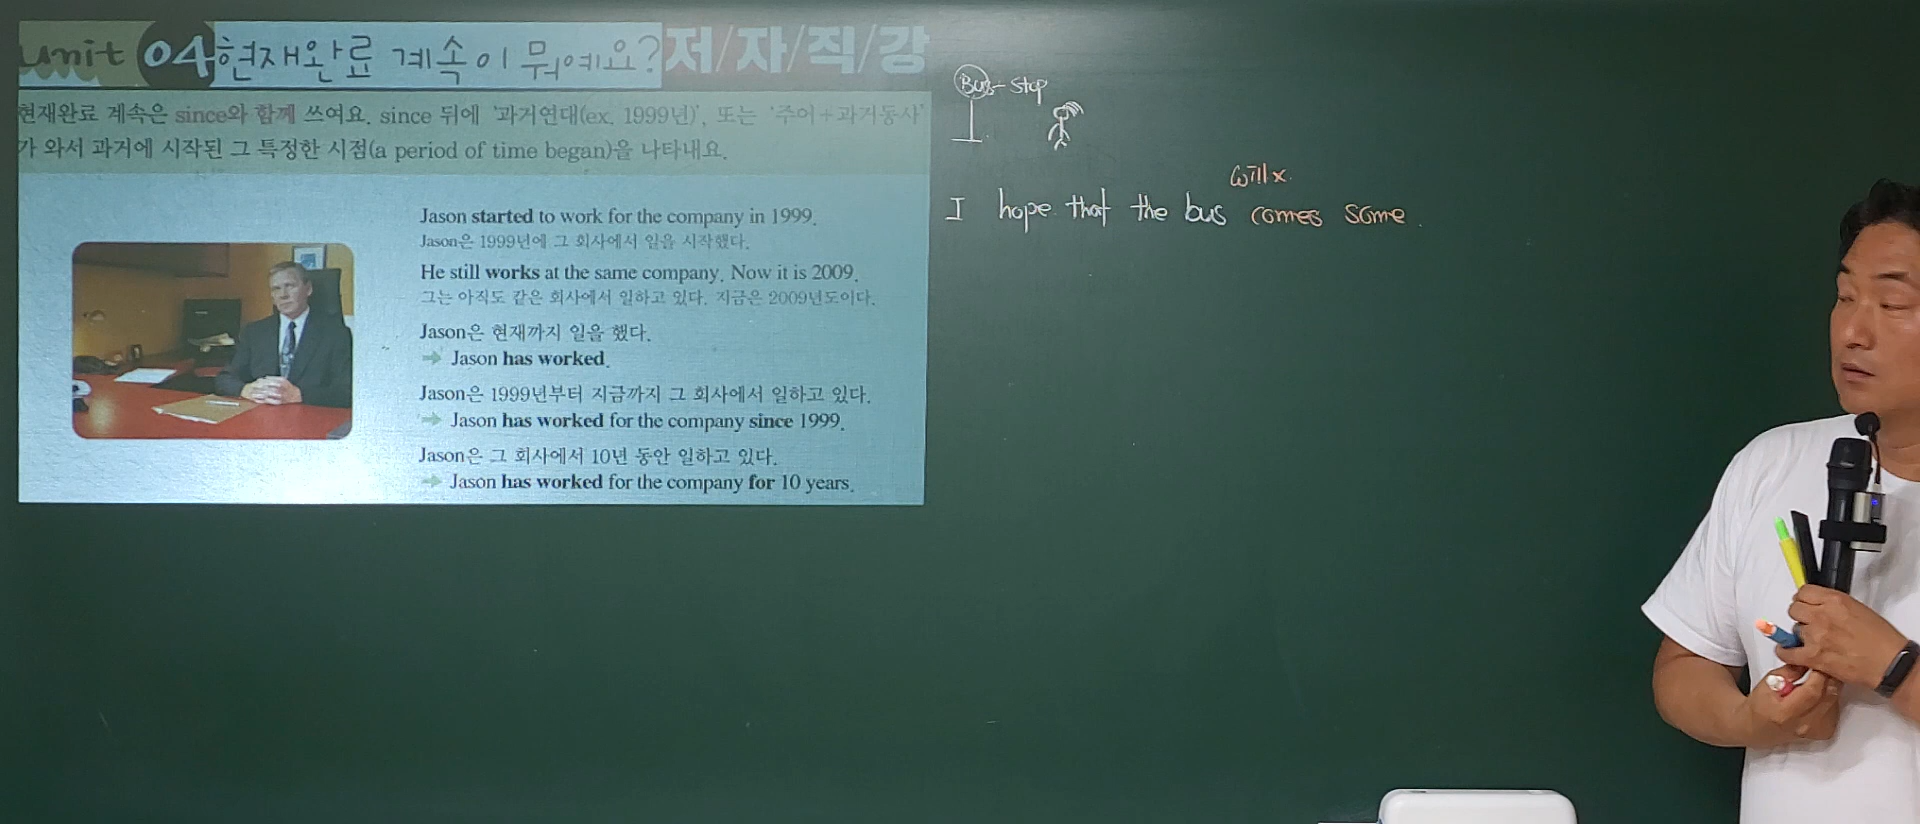 unit 04 현재완료 계속이 뭐예요? 저/자/직/강
현재완료 계속은 since와 함께 쓰여요. since 뒤에 ‘과거연대(ex. 1999년)’, 또는 ‘주어+과거동사’
가 와서 과거에 시작된 그 특정한 시점(a period of time began)을 나타내요.
Jason started to work for the company in 1999.
Jason은 1999년에 그 회사에서 일을 시작했다.
He still works at the same company. Now it is 2009.
그는 아직도 같은 회사에서 일하고 있다. 지금은 2009년도이다.
Jason은 현재까지 일을 했다.
➔ Jason has worked.
Jason은 1999년부터 지금까지 그 회사에서 일하고 있다.
➔ Jason has worked for the company since 1999.
Jason은 그 회사에서 10년 동안 일하고 있다.
➔ Jason has worked for the company for 10 years.
Bus-stop
will x.
I hope that the bus comes some.